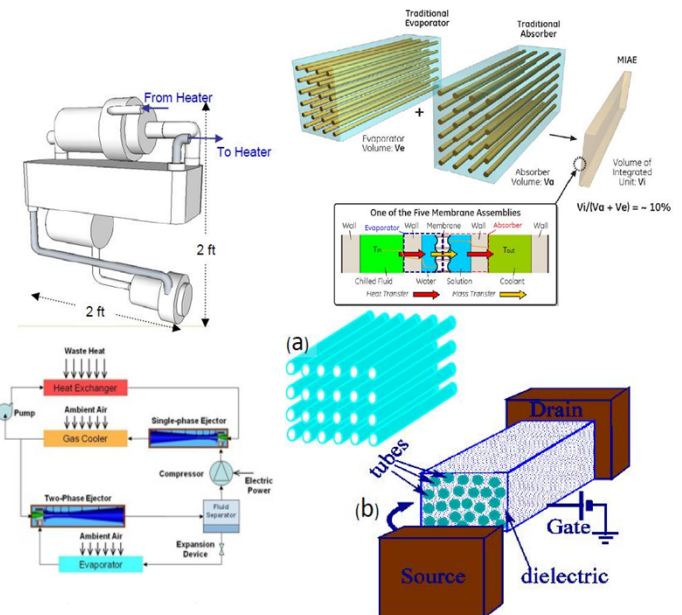 From Heater
To Heater
2 ft
2 ft
Traditional
Evaporator
Traditional
Absorber
MIAE
+
Evaporator
Volume: Ve
Absorber
Volume: Va
Volume of
Integrated
Unit: Vi
Vi/(Va + Ve) = ~ 10%
One of the Five Membrane Assemblies
Evaporator
Absorber
Wall
Wall
Membrane
Wall
Wall
Tin
Tout
Chilled Fluid
Water
Solution
Coolant
Heat Transfer
Mass Transfer
Waste Heat
Heat Exchanger
Pump
Ambient Air
Single-phase Ejector
Gas Cooler
Compressor
Electric
Power
Two-Phase Ejector
Fluid
Separator
Ambient Air
Expansion
Device
Evaporator
(a)
Drain
tubes
(b)
Gate
Source
dielectric